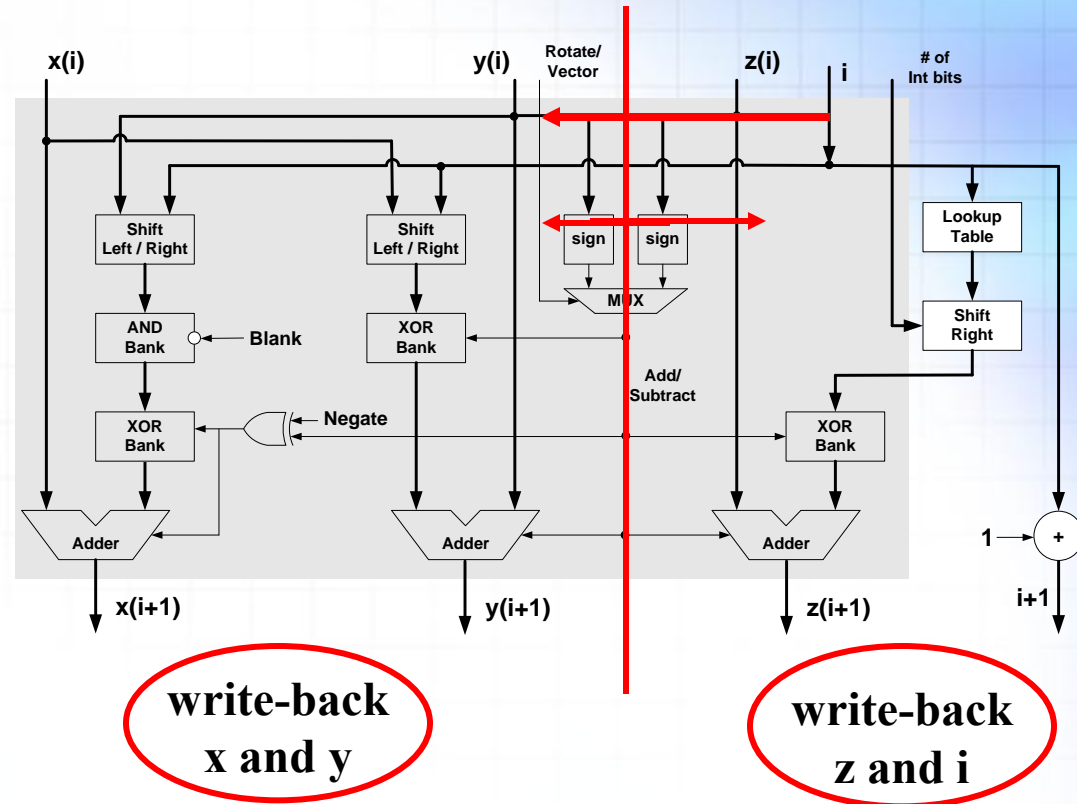 x(i)
y(i)
Rotate/
Vector
z(i)
i
# of
Int bits
Shift
Left / Right
Shift
Left / Right
sign
sign
Lookup
Table
MUX
AND
Bank
Blank
XOR
Bank
Shift
Right
Add/
Subtract
XOR
Bank
Negate
XOR
Bank
Adder
Adder
Adder
1
+
x(i+1)
y(i+1)
z(i+1)
i+1
write-back
x and y
write-back
z and i